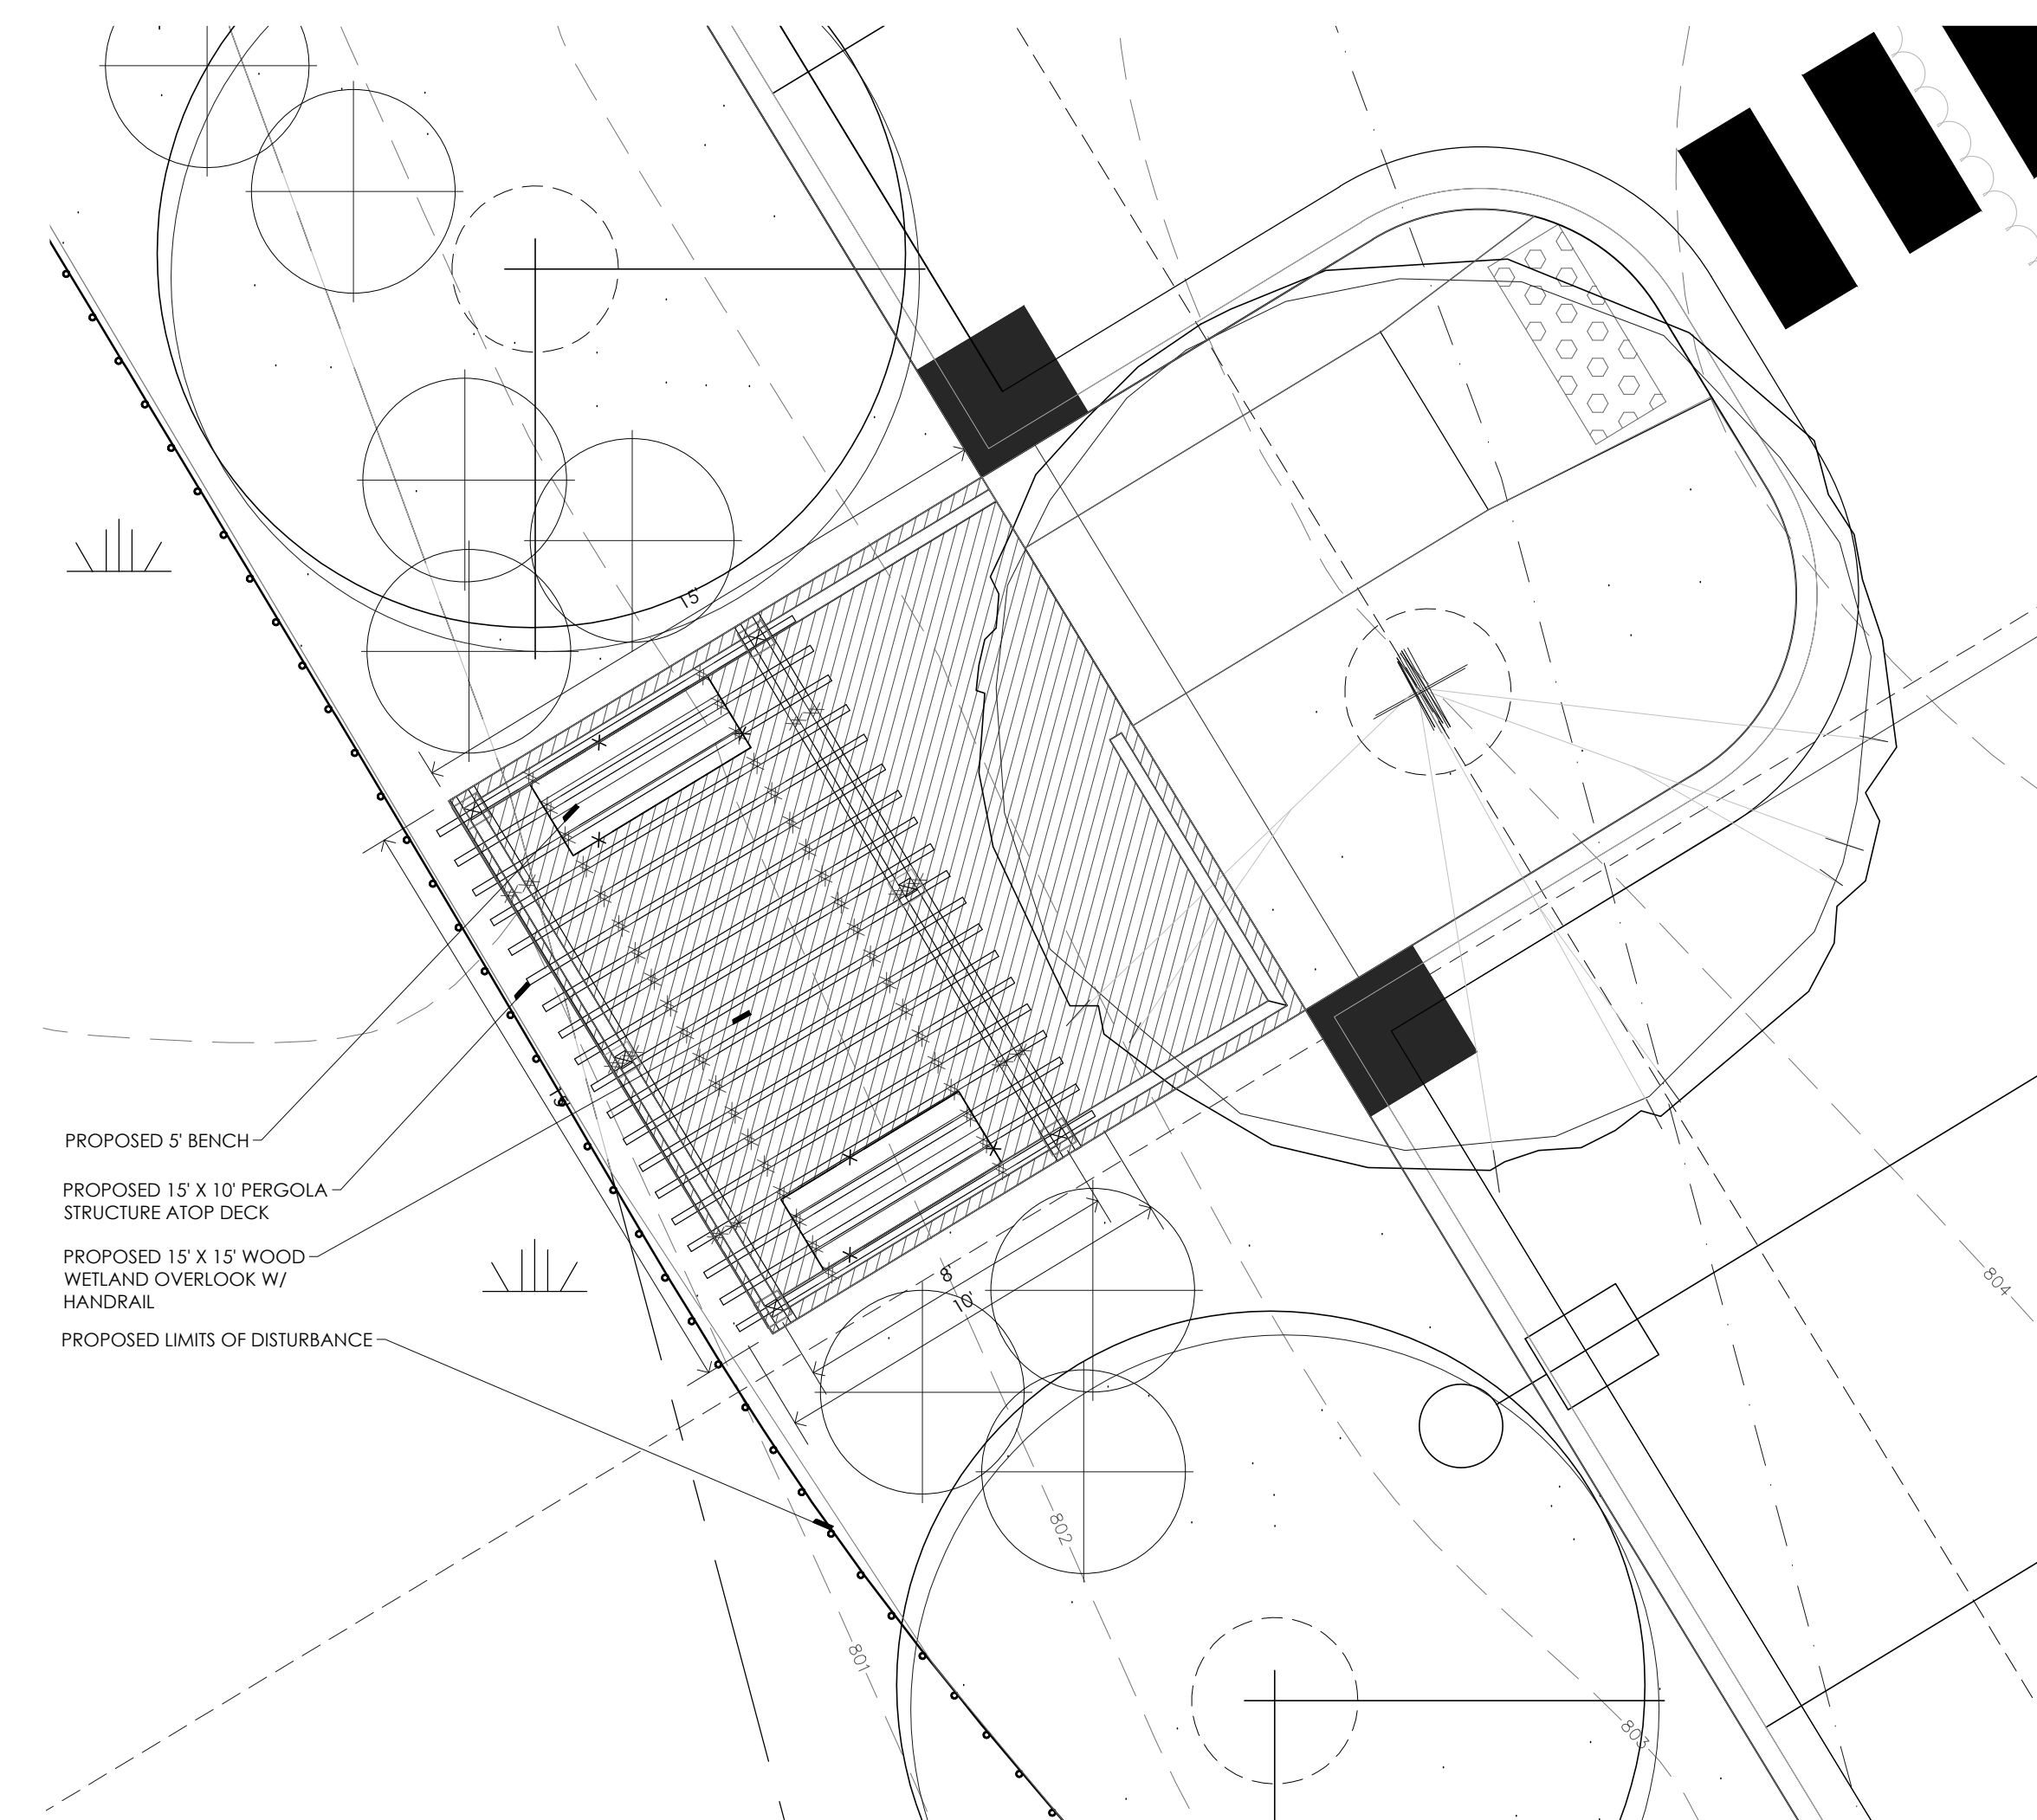 15'
PROPOSED 5' BENCH
PROPOSED 15' X 10' PERGOLA
STRUCTURE ATOP DECK
PROPOSED 15' X 15' WOOD
WETLAND OVERLOOK W/
HANDRAIL
PROPOSED LIMITS OF DISTURBANCE
8'
10'
804
802
801
803